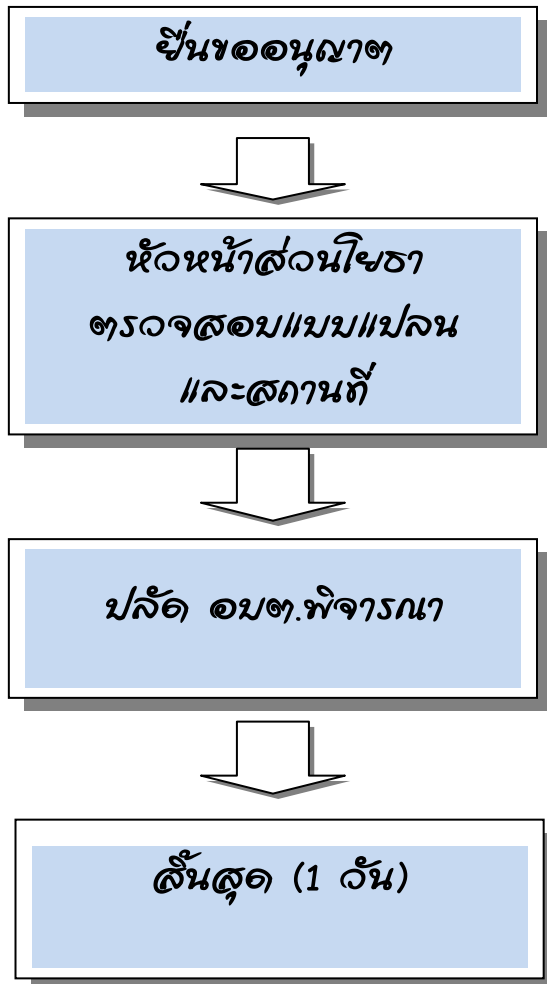 ยื่นขออนุญาต
หัวหน้าส่วนโยธา
ตรวจสอบแบบแปลน
และสถานที่
ปลัด อบต.พิจารณา
สิ้นสุด (1 วัน)